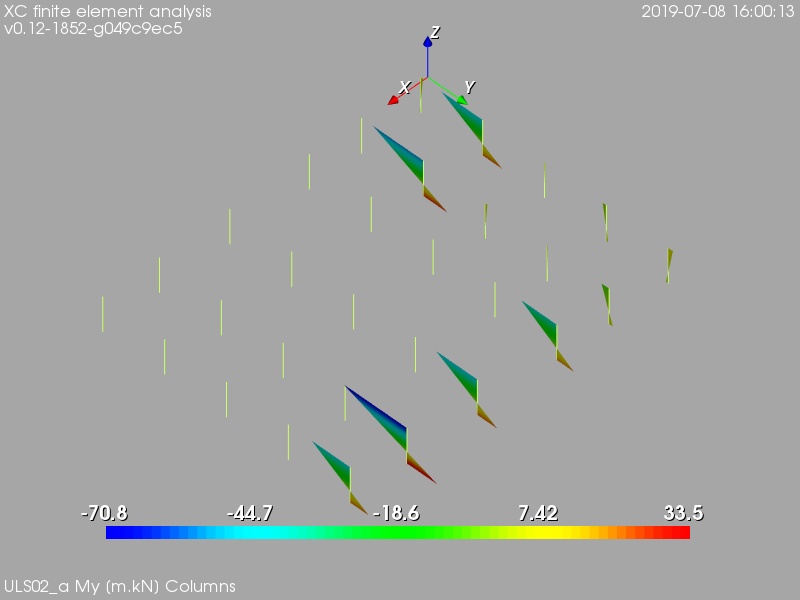 XC finite element analysis
v0.12-1852-g049c9ec5
2019-07-08 16:00:13
Z
X
Y
-70.8 -44.7 -18.6 7.42 33.5
ULS02_a My [m.kN] Columns